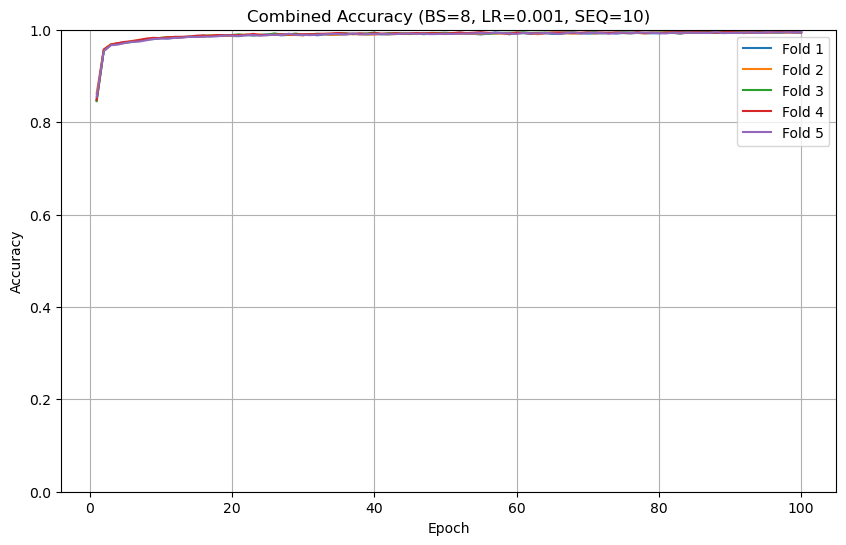 Combined Accuracy (BS=8, LR=0.001, SEQ=10)
1.0
0.8
0.6
0.4
0.2
0.0
Accuracy
Fold 1
Fold 2
Fold 3
Fold 4
Fold 5
0 20 40 60 80 100
Epoch